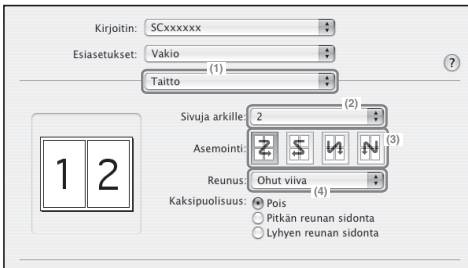 Kirjoitin: SCxxxxxx
Esiasetukset: Vakio
(1)
Taitto
?
(2)
Sivuja arkille: 2
Asemointi: (3)
Reunus: Ohut viiva
(4)
Kaksipuolisuus: Pois
Pitkän reunan sidonta
Lyhyen reunan sidonta
1 2